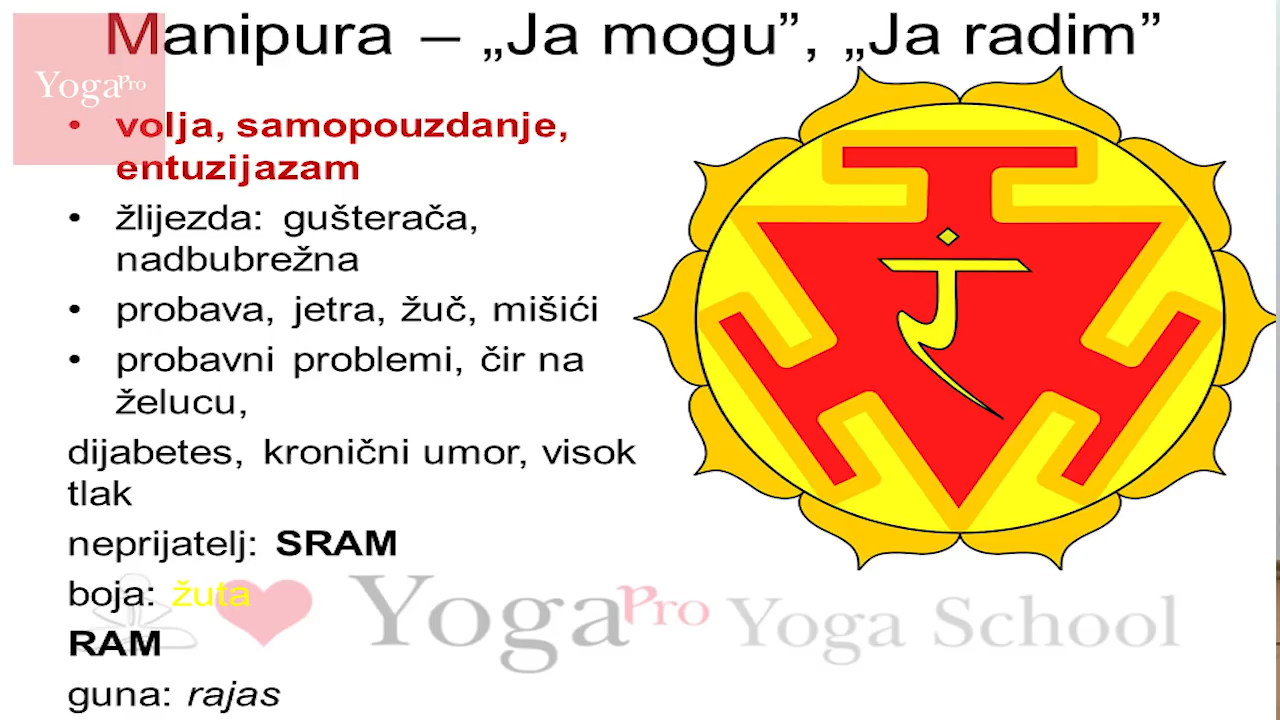 Manipura – „Ja mogu”, „Ja radim”
YogaPro
• volja, samopouzdanje,
entuzijazam
• žlijezda: gušterača,
nadbubrežna
• probava, jetra, žuč, mišići
• probavni problemi, čir na
želucu,
dijabetes, kronični umor, visok
tlak
neprijatelj: SRAM
boja: žuta
RAM
guna: rajas
रं
YogaPro Yoga School